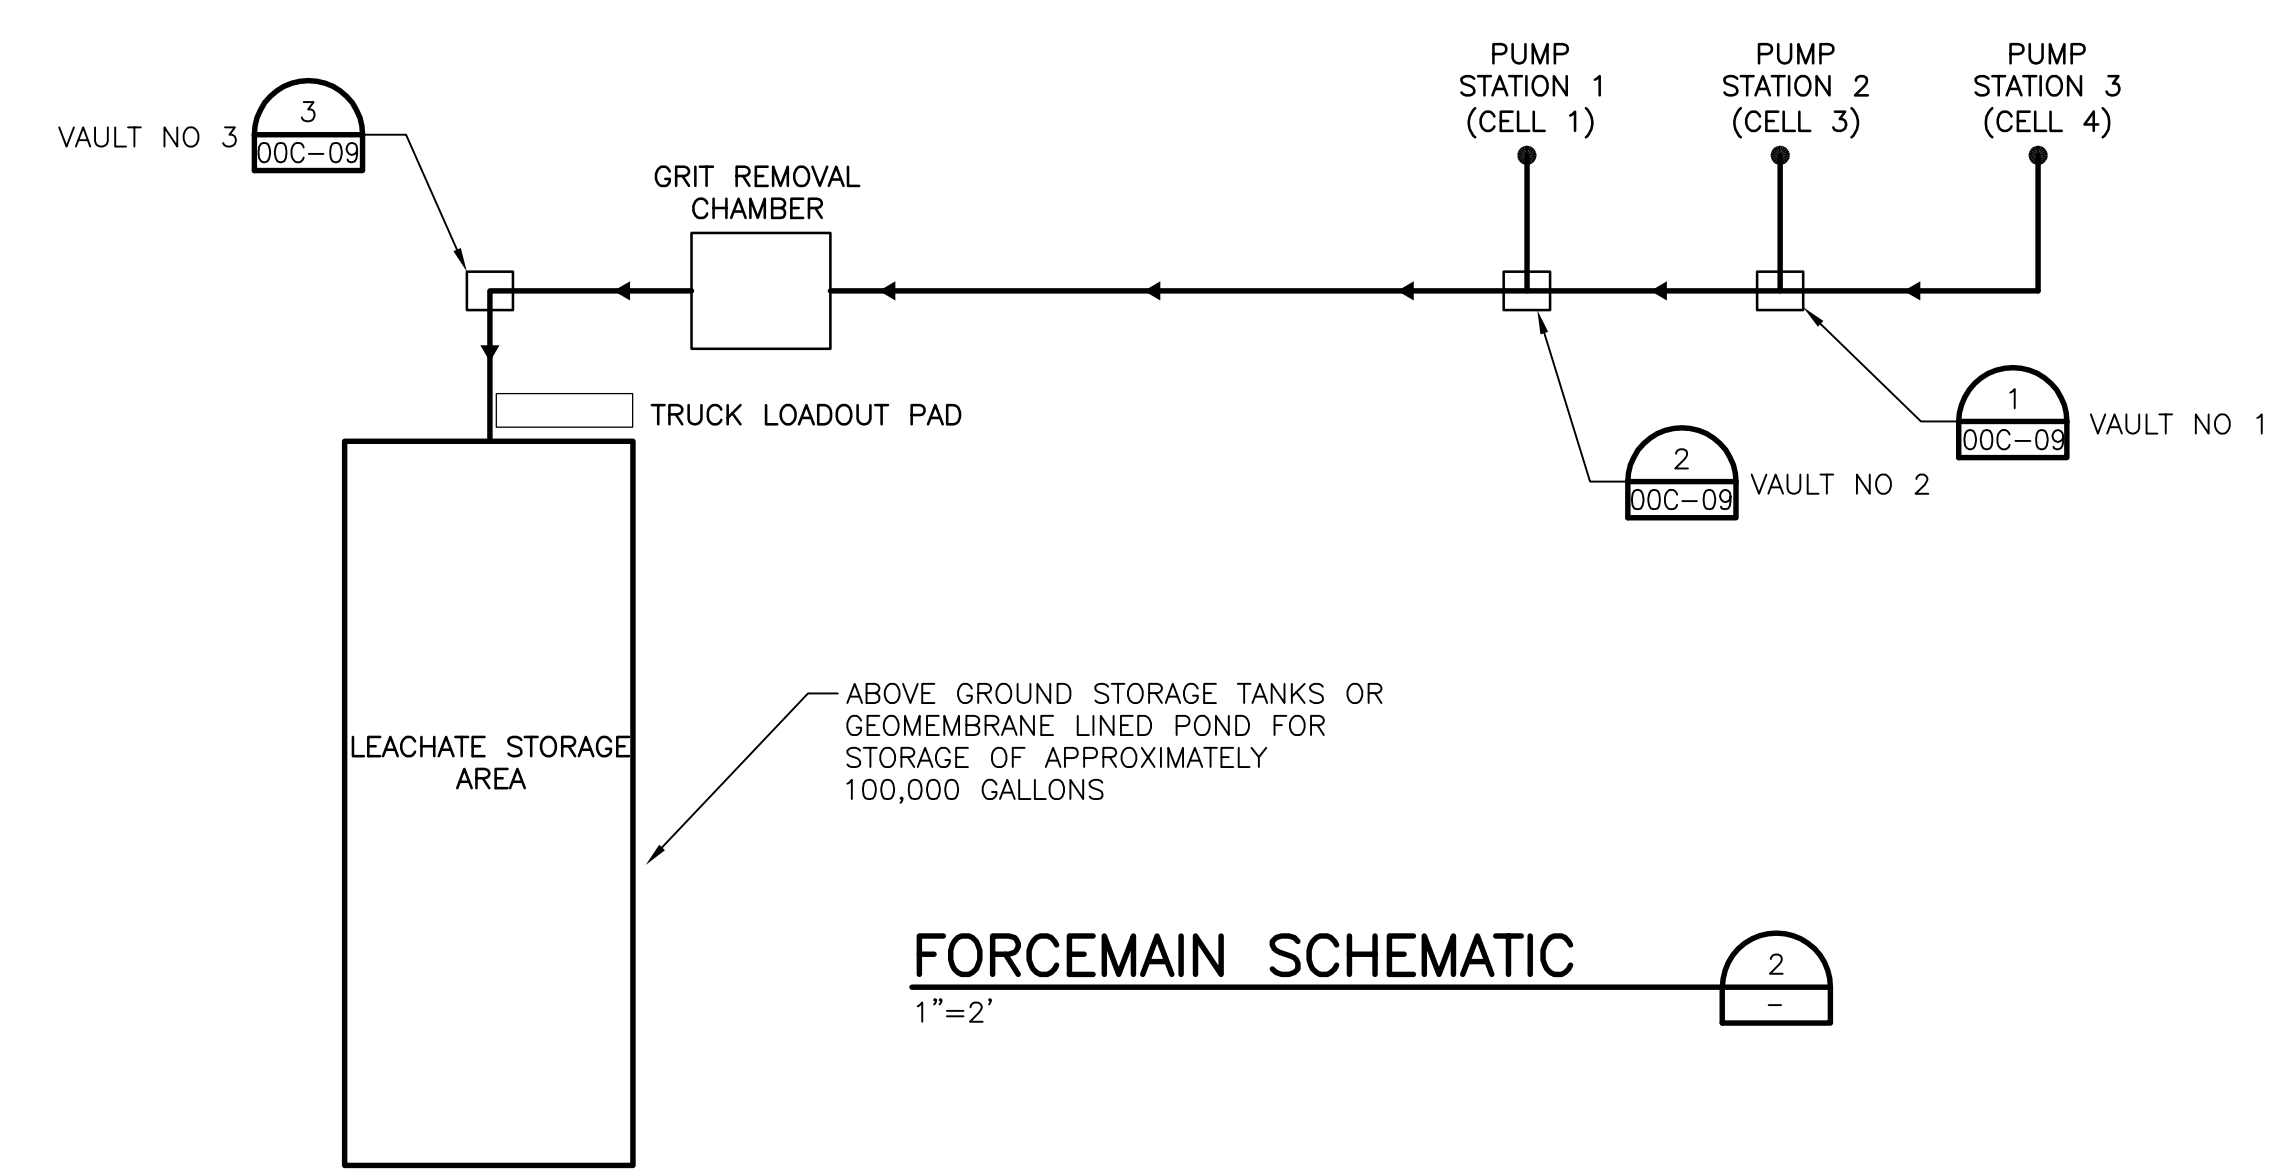 PUMP
STATION 1
(CELL 1)
PUMP
STATION 2
(CELL 3)
PUMP
STATION 3
(CELL 4)
VAULT NO 3
3
00C-09
GRIT REMOVAL
CHAMBER
TRUCK LOADOUT PAD
1
00C-09
VAULT NO 1
2
00C-09
VAULT NO 2
LEACHATE STORAGE
AREA
ABOVE GROUND STORAGE TANKS OR
GEOMEMBRANE LINED POND FOR
STORAGE OF APPROXIMATELY
100,000 GALLONS
FORCEMAIN SCHEMATIC
1"=2'
2
-